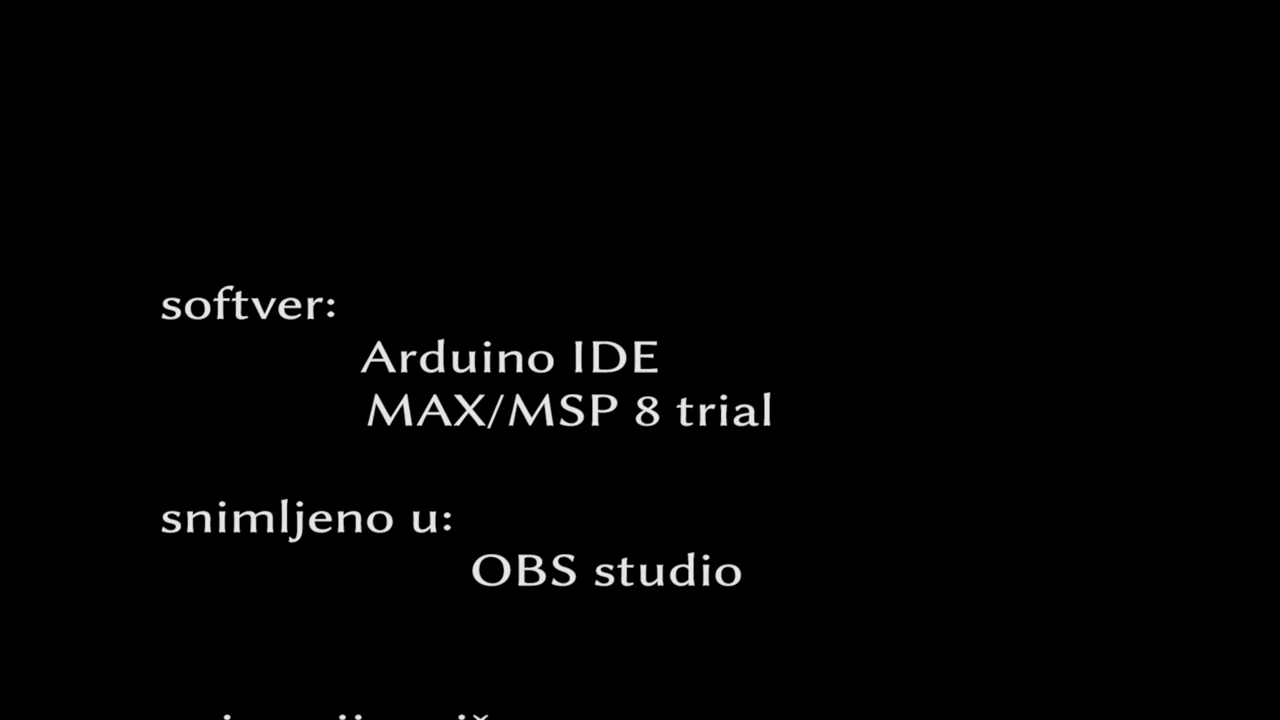 softver:
Arduino IDE
MAX/MSP 8 trial
snimljeno u:
OBS studio